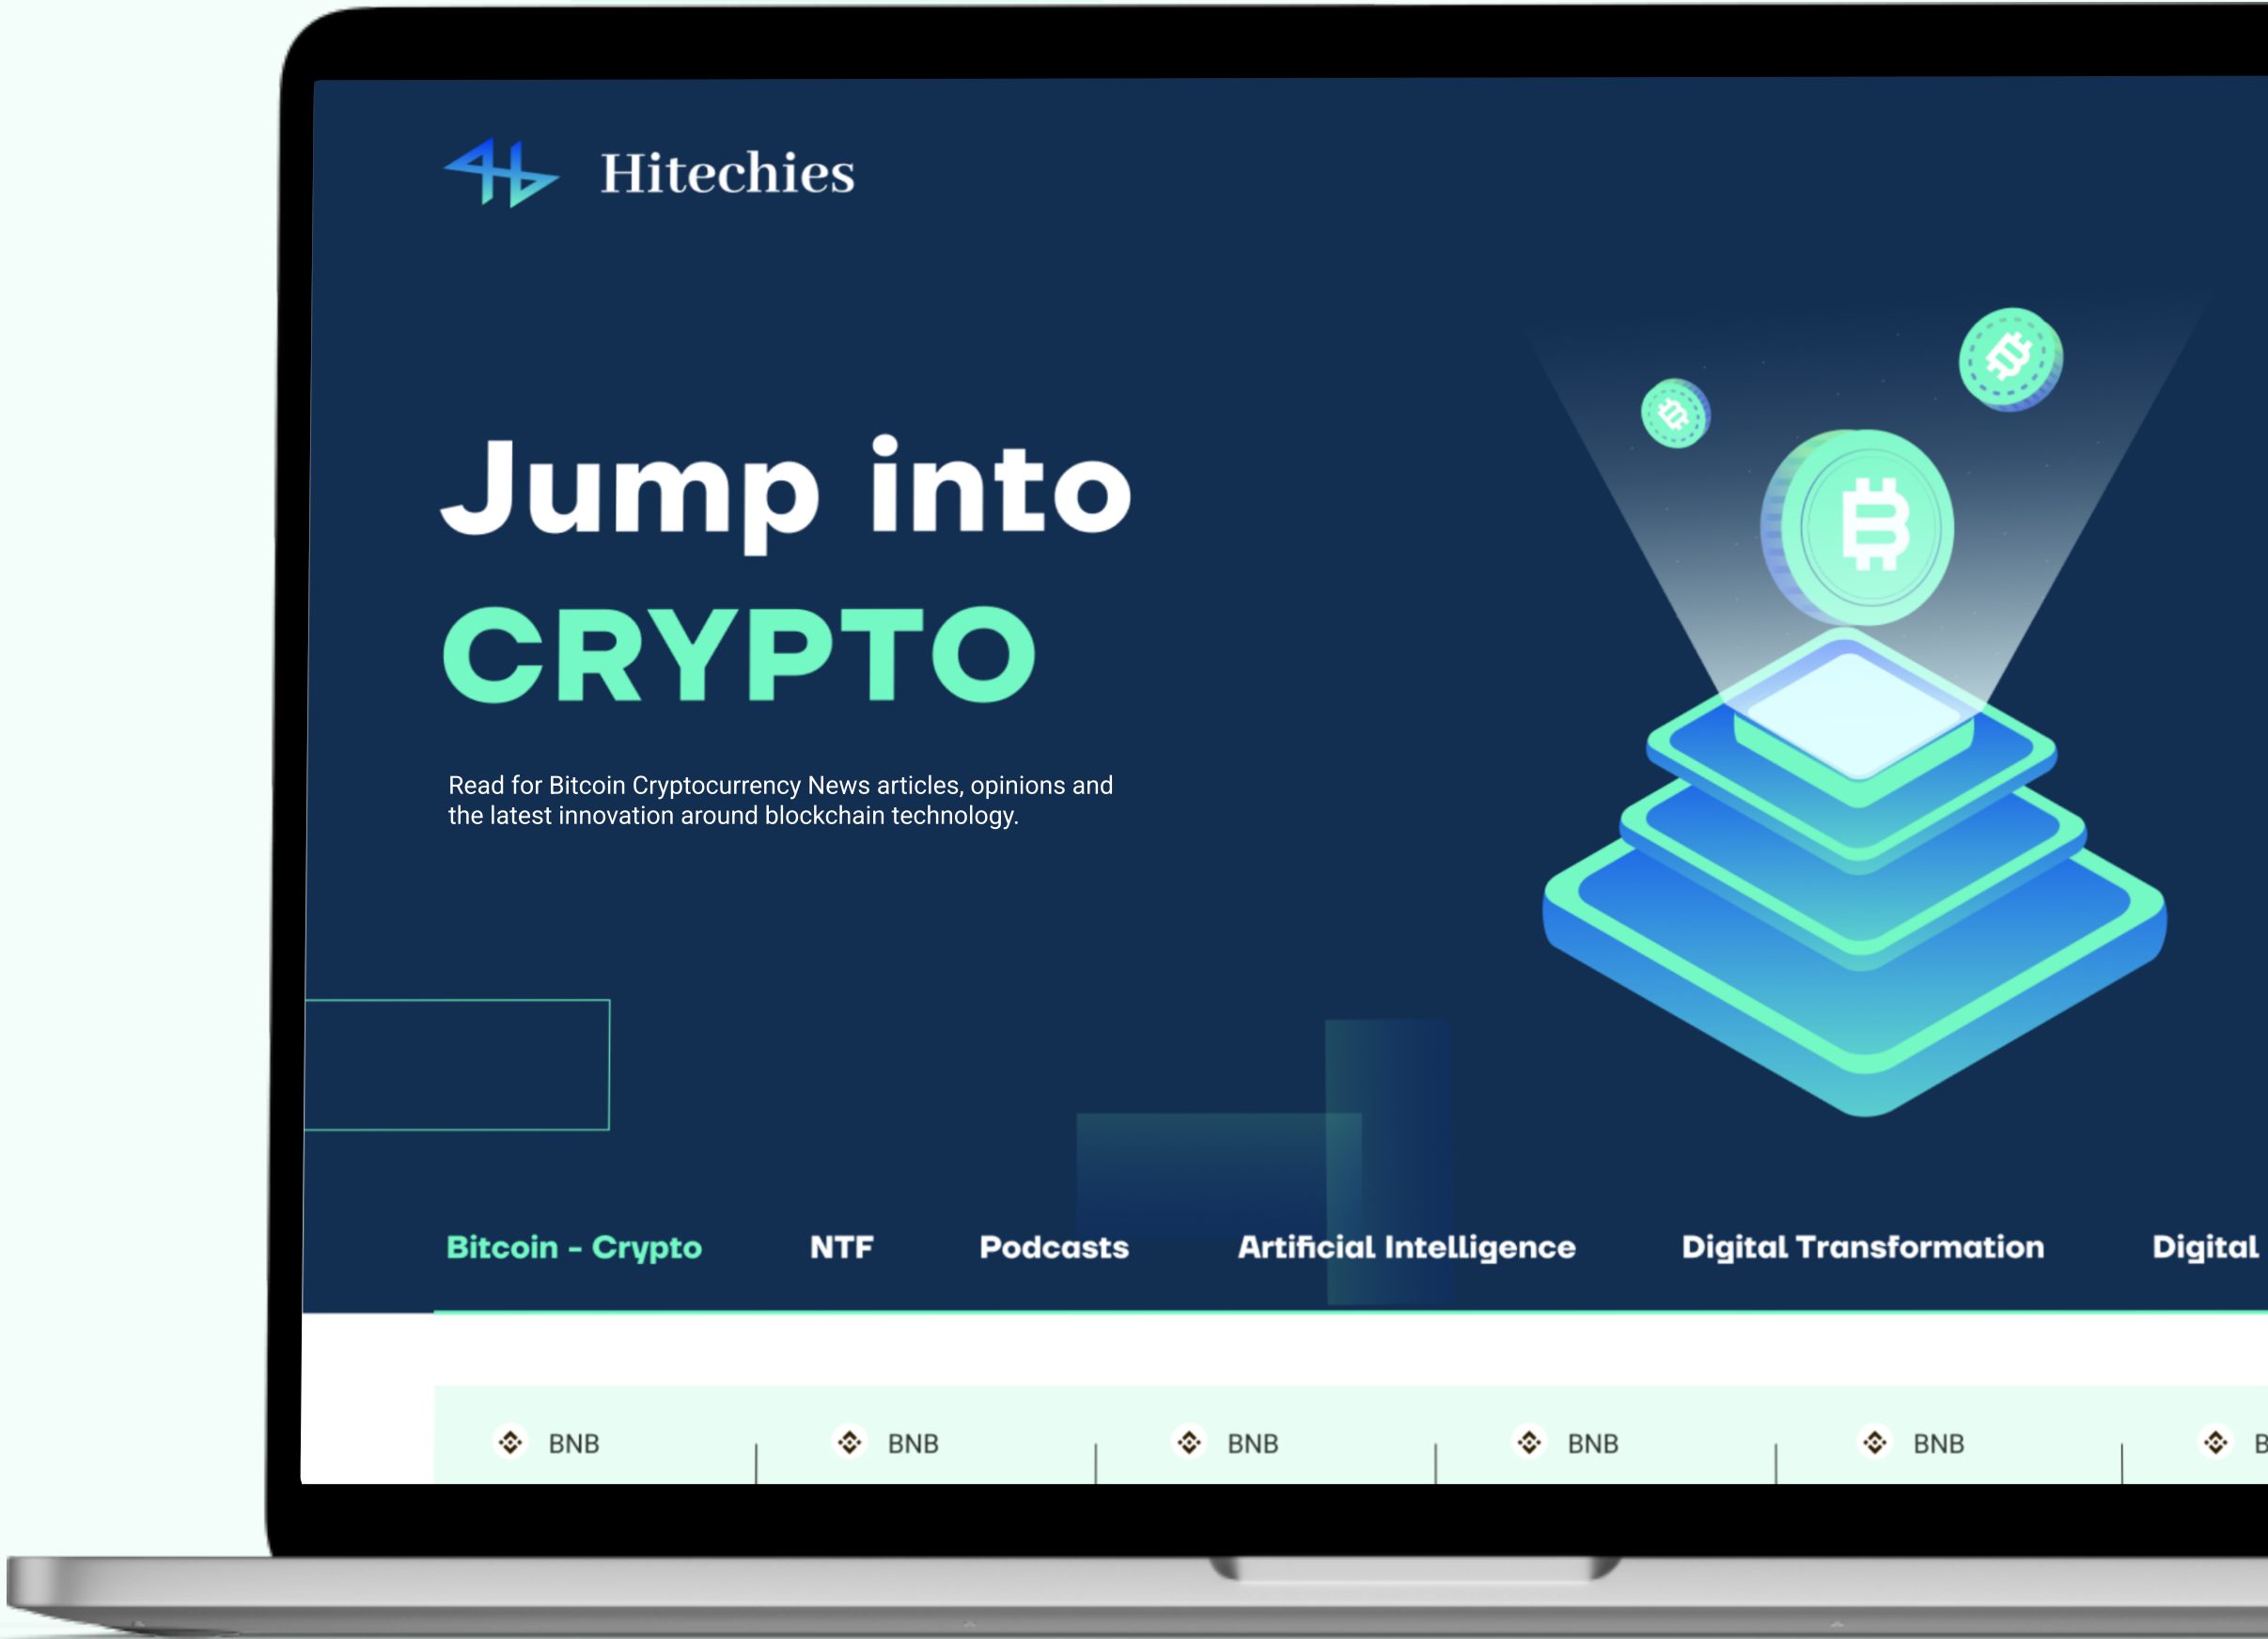 Hitechies
Jump into
CRYPTO
Read for Bitcoin Cryptocurrency News articles, opinions and
the latest innovation around blockchain technology.
Bitcoin - Crypto NTF Podcasts Artificial Intelligence Digital Transformation Digital
BNB BNB BNB BNB BNB